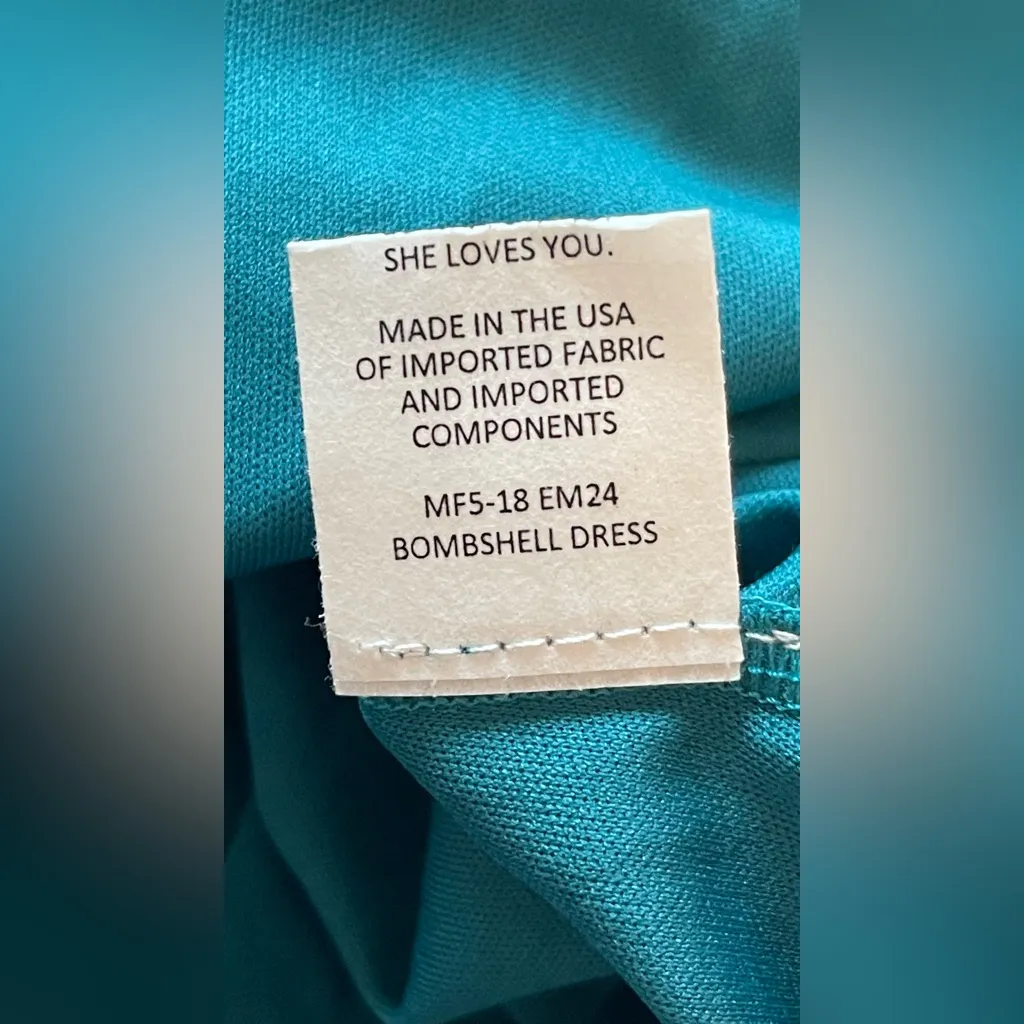 SHE LOVES YOU.
MADE IN THE USA
OF IMPORTED FABRIC
AND IMPORTED
COMPONENTS
MF5-18 EM24
BOMBSHELL DRESS